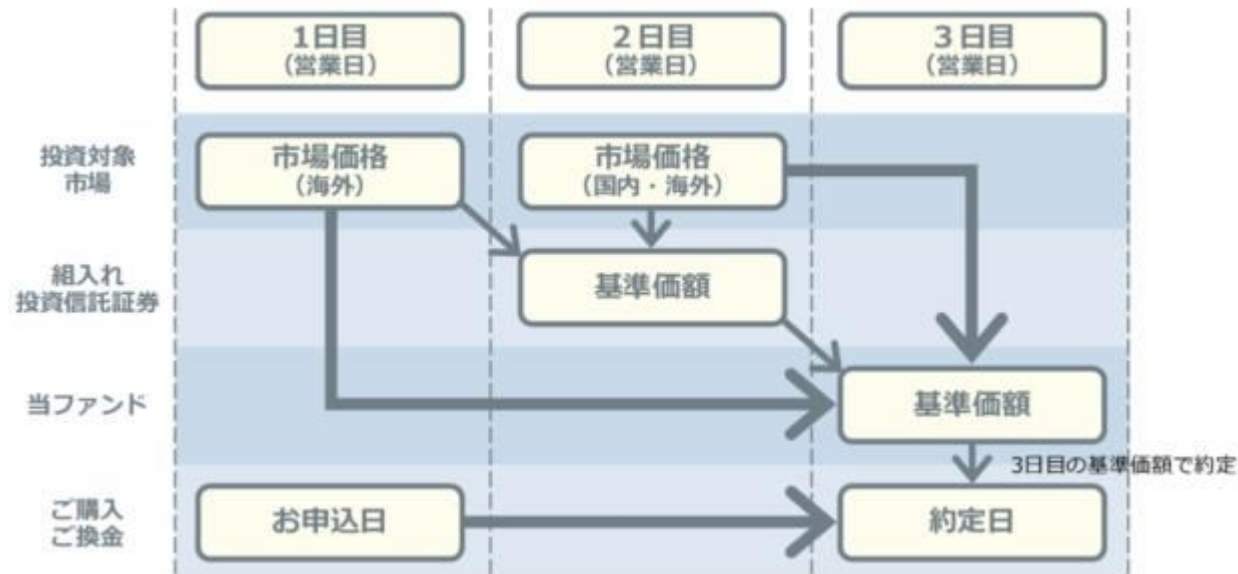 1日目
(営業日)
2日目
(営業日)
3日目
(営業日)
投資対象
市場
市場価格
(海外)
市場価格
(国内・海外)
組入れ
投資信託証券
基準価額
当ファンド
基準価額
3日目の基準価額で約定
ご購入
ご換金
お申込日
約定日